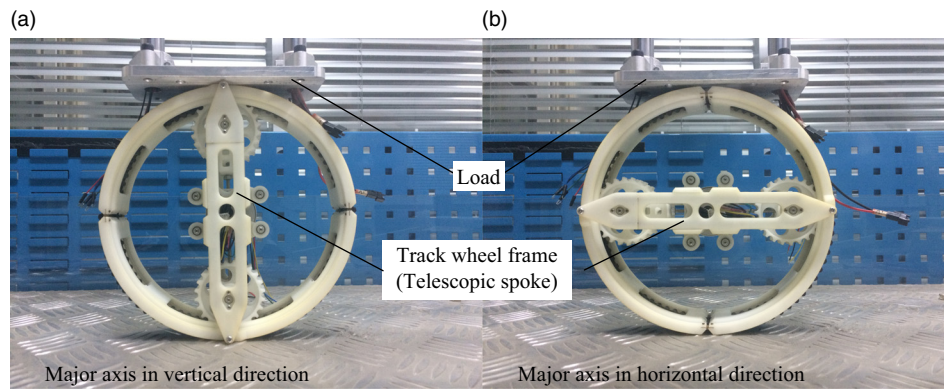 (a)
(b)
Load
Track wheel frame
(Telescopic spoke)
Major axis in vertical direction
Major axis in horizontal direction